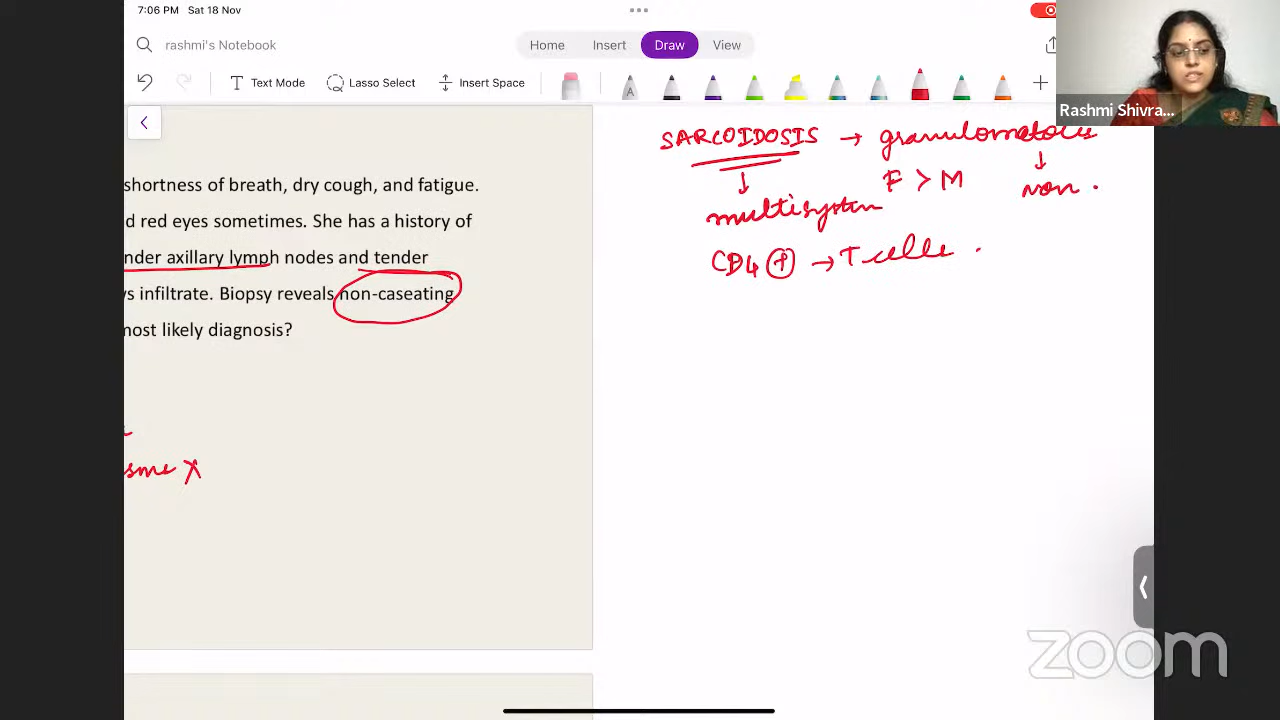 7:06 PM Sat 18 Nov
rashmi's Notebook
Home Insert Draw View
Text Mode Lasso Select Insert Space
A
Rashmi Shivra...
shortness of breath, dry cough, and fatigue.
d red eyes sometimes. She has a history of
nder axillary lymph nodes and tender
ys infiltrate. Biopsy reveals non-caseating
most likely diagnosis?
sme X
SARCOIDOSIS → granulomatous
↓ F > M ↓
multisystem non .
CD4 + → T cells .
zoom